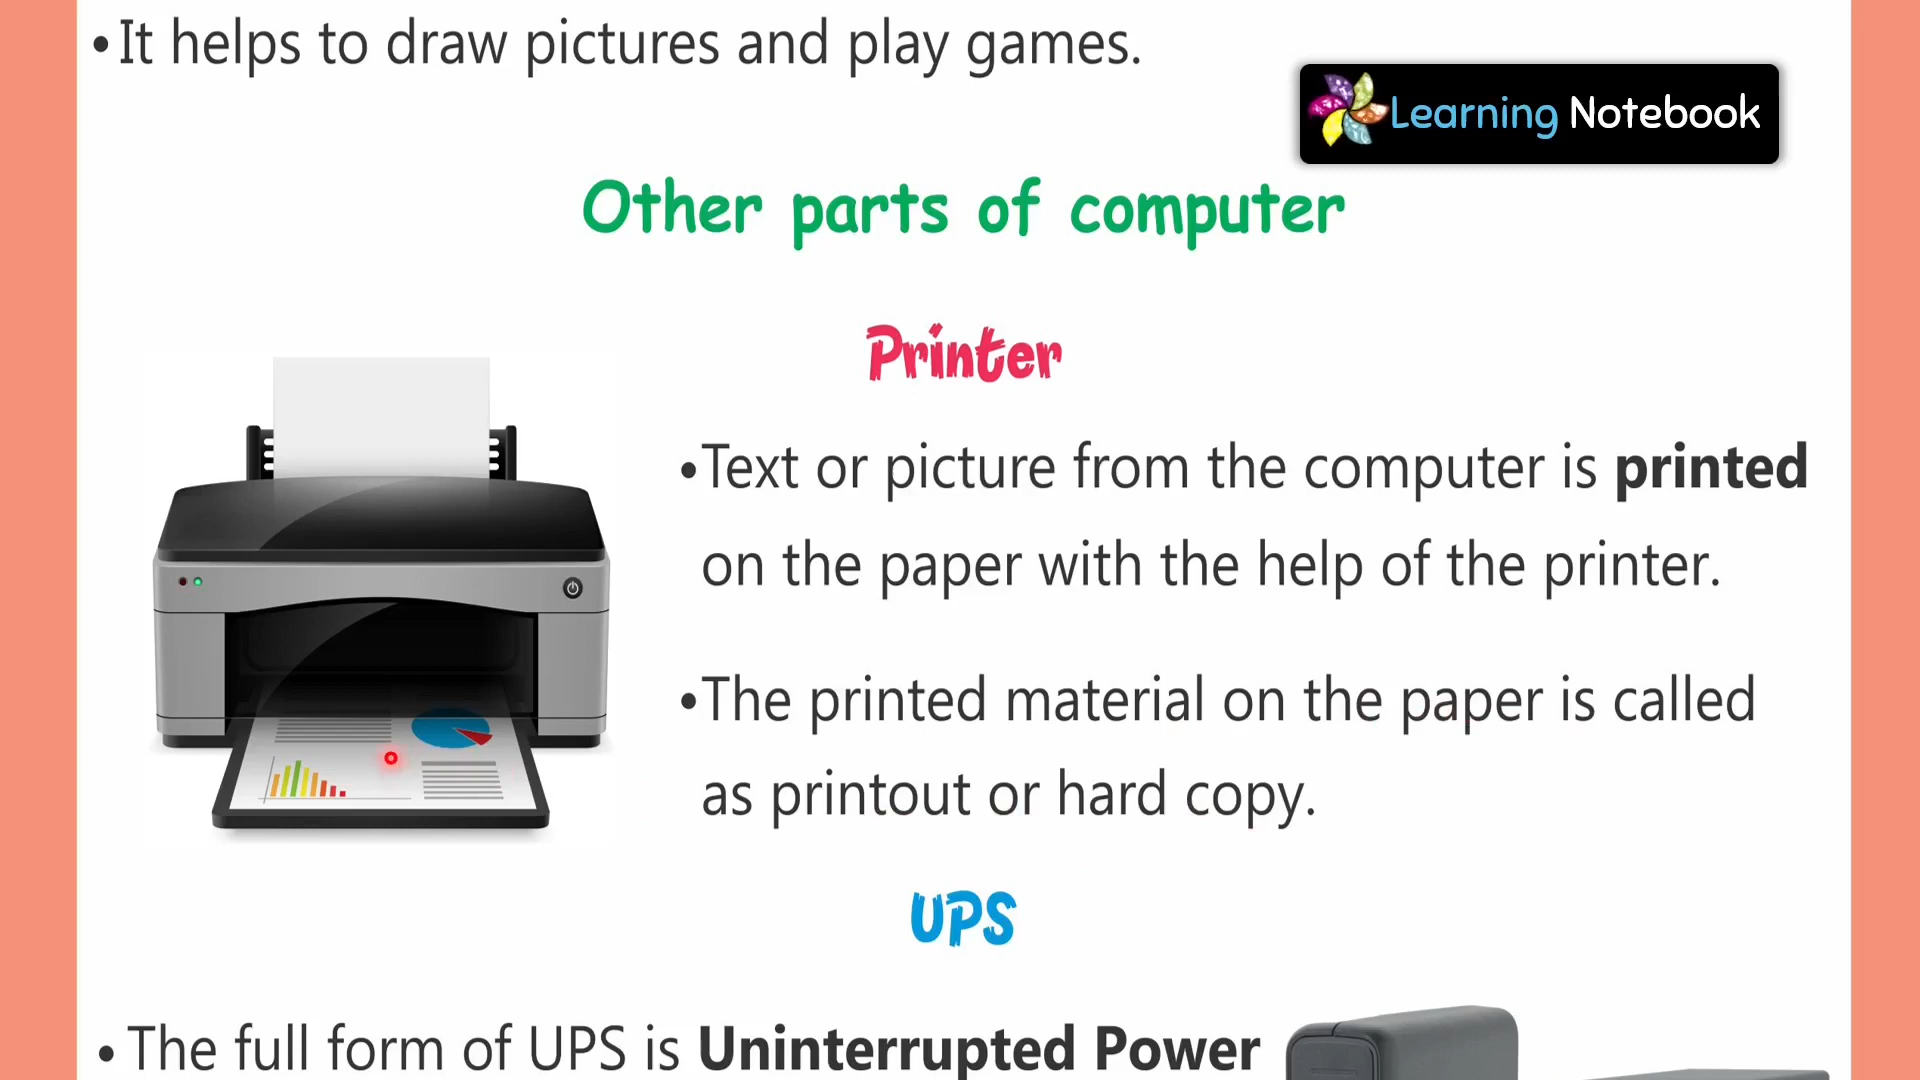 •It helps to draw pictures and play games.
Learning Notebook
Other parts of computer
Printer
•Text or picture from the computer is printed
on the paper with the help of the printer.
•The printed material on the paper is called
as printout or hard copy.
UPS
• The full form of UPS is Uninterrupted Power